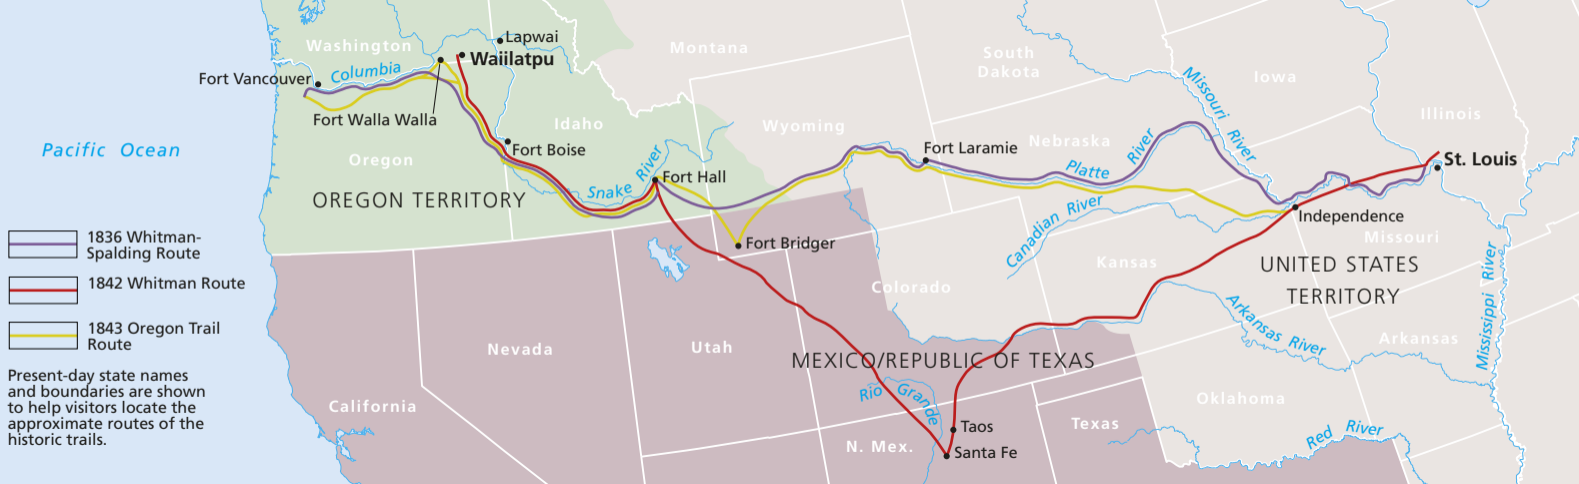 Lapwai
Washington
Waiilatpu
Montana
South
Dakota
Iowa
Fort Vancouver
Columbia
Missouri River
Illinois
Fort Walla Walla
Idaho
Wyoming
Nebraska
Pacific Ocean
Oregon
Fort Boise
Fort Laramie
St. Louis
Platte River
Snake River
Fort Hall
OREGON TERRITORY
Canadian River
Independence
Missouri
1836 Whitman-
Spalding Route
Fort Bridger
Kansas
UNITED STATES
TERRITORY
1842 Whitman Route
Colorado
Mississippi River
Arkansas River
Arkansas
1843 Oregon Trail
Route
Nevada
Utah
MEXICO/REPUBLIC OF TEXAS
Present-day state names
and boundaries are shown
to help visitors locate the
approximate routes of the
historic trails.
California
Rio Grande
Oklahoma
Taos
Texas
Red River
N. Mex.
Santa Fe